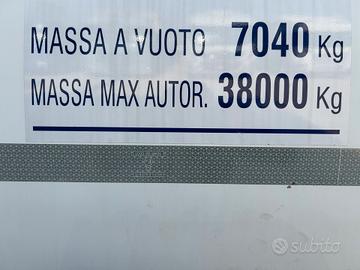 MASSA A VUOTO 7040 Kg
MASSA MAX AUTOR. 38000 Kg
subito